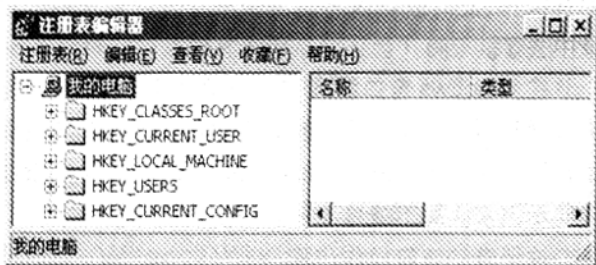 注册表编辑器
注册表(R) 编辑(E) 查看(V) 收藏(F) 帮助(H)
我的电脑 名称 类型
HKEY_CLASSES_ROOT
HKEY_CURRENT_USER
HKEY_LOCAL_MACHINE
HKEY_USERS
HKEY_CURRENT_CONFIG
我的电脑